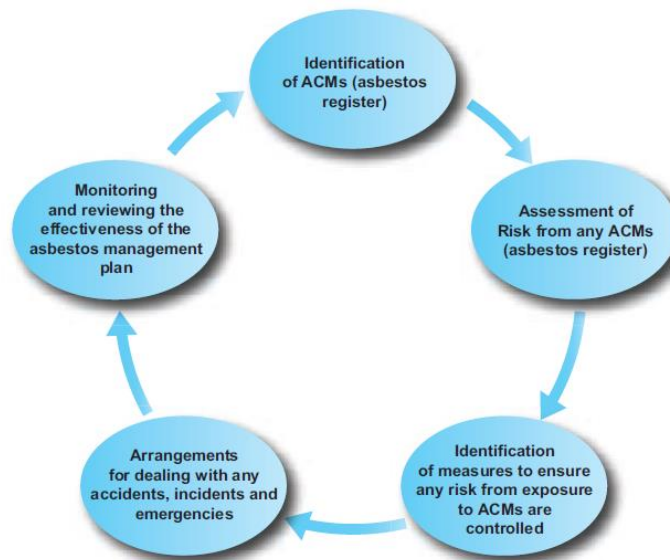 Identification
of ACMs (asbestos
register)
Assessment of
Risk from any ACMs
(asbestos register)
Identification
of measures to ensure
any risk from exposure
to ACMs are
controlled
Arrangements
for dealing with any
accidents, incidents and
emergencies
Monitoring
and reviewing the
effectiveness of the
asbestos management
plan